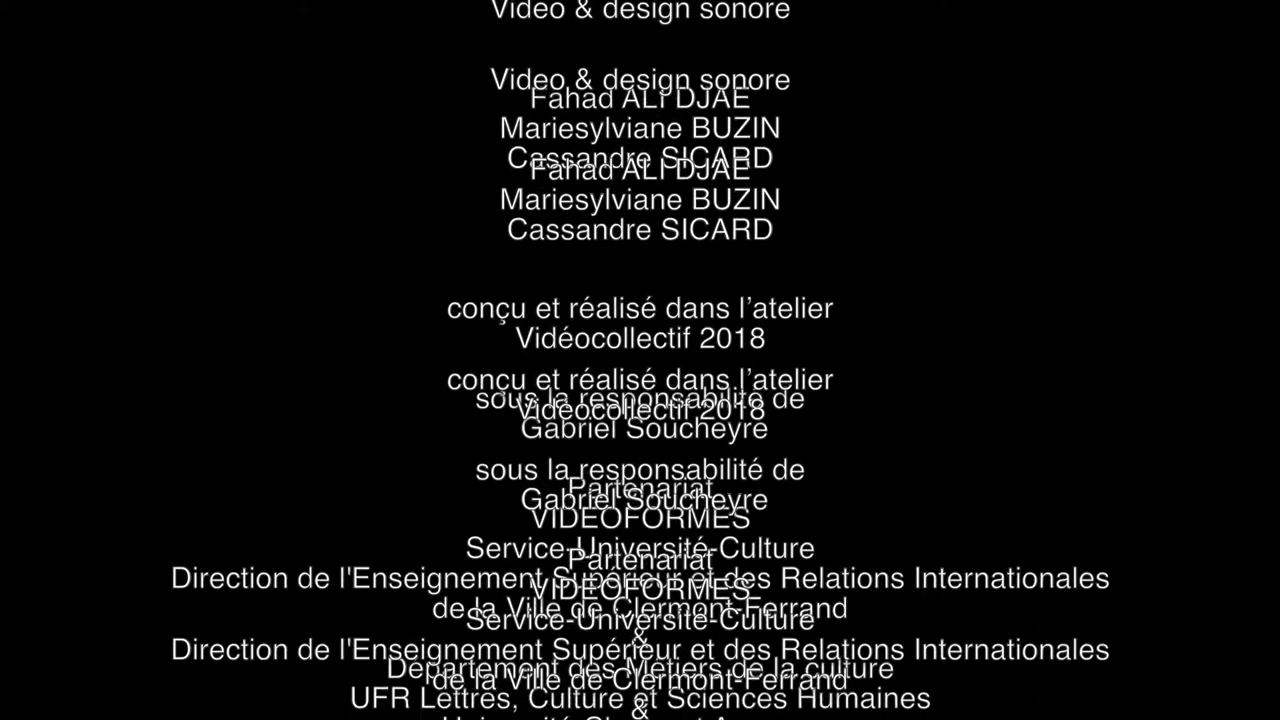 Video & design sonore
Video & design sonore
Fahad ALI DJAE
Mariesylviane BUZIN
Cassandre SICARD
Fahad ALI DJAE
Mariesylviane BUZIN
Cassandre SICARD
conçu et réalisé dans l’atelier
Vidéocollectif 2018
conçu et réalisé dans l’atelier
sous la responsabilité de
Vidéocollectif 2018
Gabriel Soucheyre
sous la responsabilité de
Partenariat
Gabriel Soucheyre
VIDEOFORMES
Service-Université-Culture
Partenariat
Direction de l'Enseignement Supérieur et des Relations Internationales
VIDEOFORMES
de la Ville de Clermont-Ferrand
Service-Université-Culture
&
Direction de l'Enseignement Supérieur et des Relations Internationales
Département des Métiers de la culture
de la Ville de Clermont-Ferrand
UFR Lettres, Culture et Sciences Humaines
&
Université Clermont